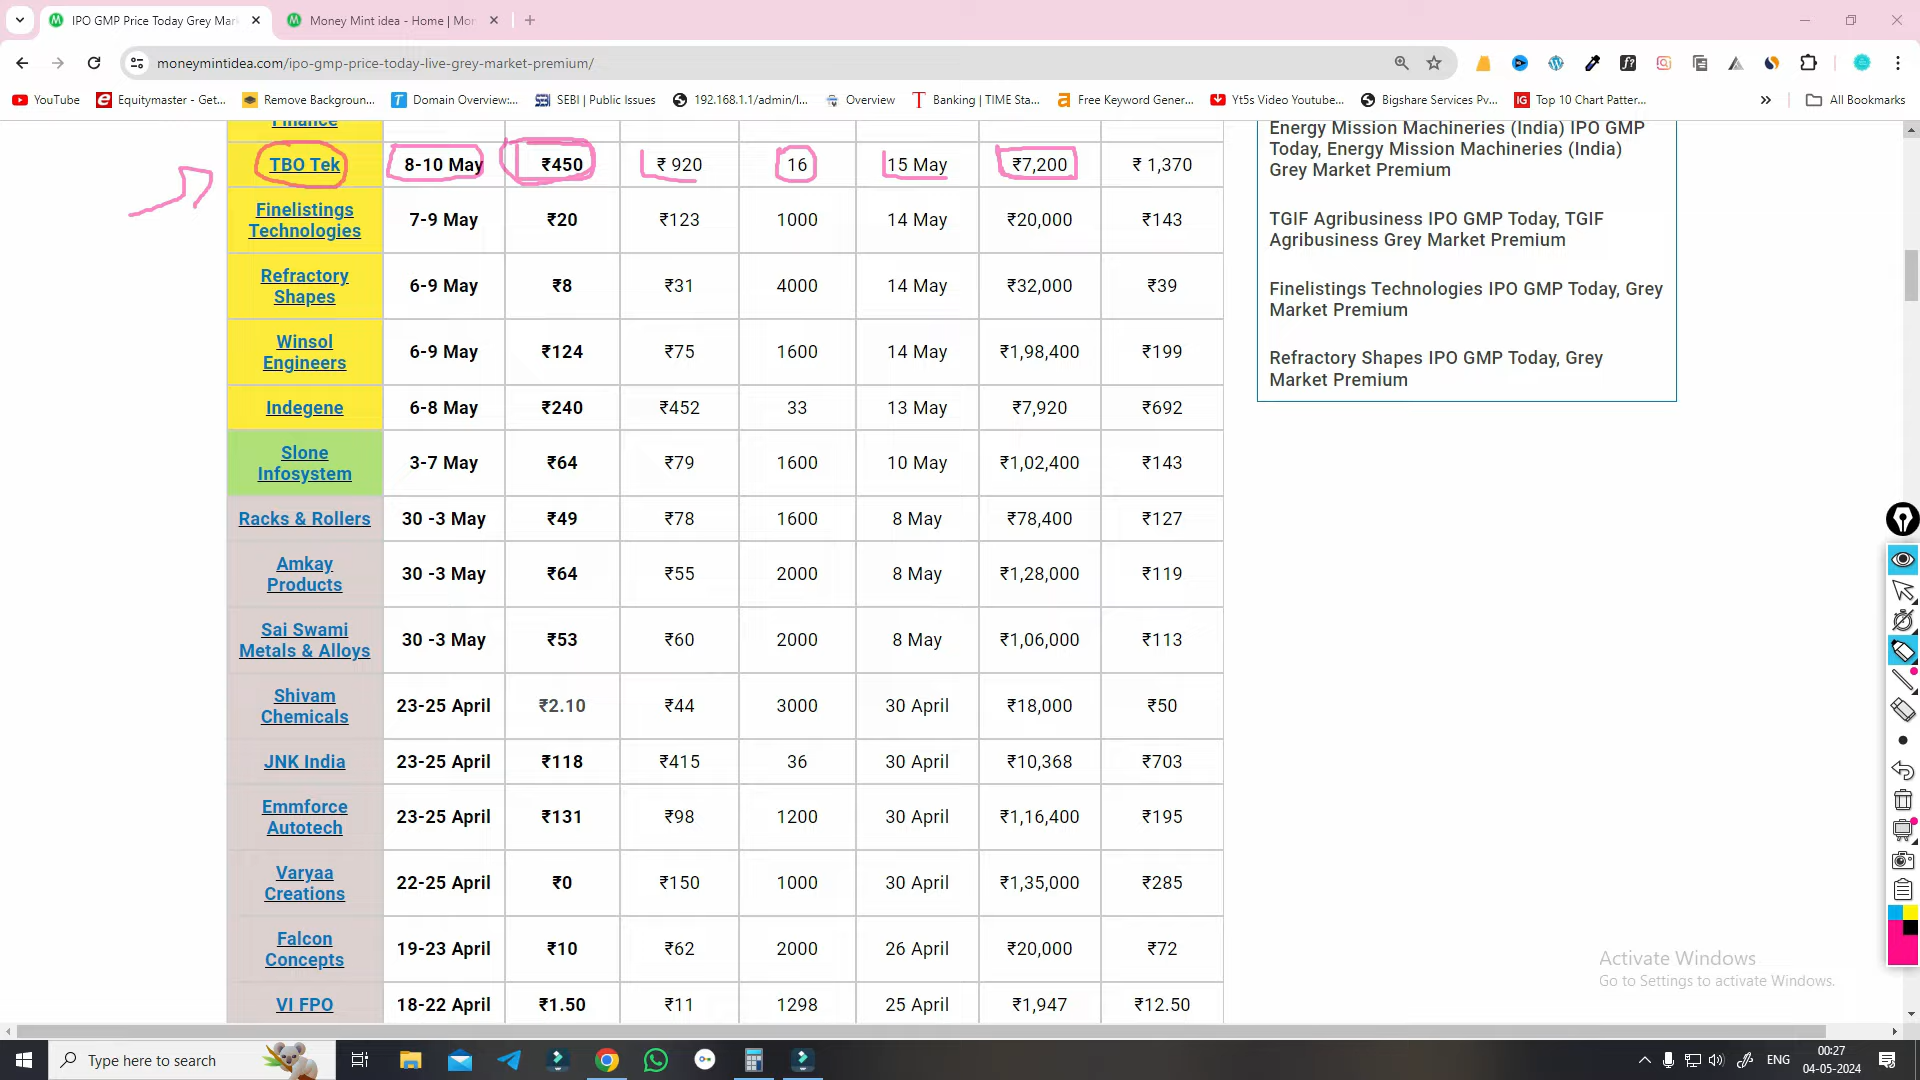 IPO GMP Price Today Grey Mar
Money Mint idea - Home | Mon
moneymintidea.com/ipo-gmp-price-today-live-grey-market-premium/
YouTube
Equitymaster - Get...
Remove Backgroun...
Domain Overview:...
SEBI | Public Issues
192.168.1.1/admin/l...
Overview
Banking | TIME Sta...
Free Keyword Gener...
Yt5s Video Youtube...
Bigshare Services Pv...
Top 10 Chart Patter...
All Bookmarks
Finance
TBO Tek 8-10 May ₹450 ₹ 920 16 15 May ₹7,200 ₹ 1,370
Finelistings
Technologies 7-9 May ₹20 ₹123 1000 14 May ₹20,000 ₹143
Refractory
Shapes 6-9 May ₹8 ₹31 4000 14 May ₹32,000 ₹39
Winsol
Engineers 6-9 May ₹124 ₹75 1600 14 May ₹1,98,400 ₹199
Indegene 6-8 May ₹240 ₹452 33 13 May ₹7,920 ₹692
Slone
Infosystem 3-7 May ₹64 ₹79 1600 10 May ₹1,02,400 ₹143
Racks & Rollers 30 -3 May ₹49 ₹78 1600 8 May ₹78,400 ₹127
Amkay
Products 30 -3 May ₹64 ₹55 2000 8 May ₹1,28,000 ₹119
Sai Swami
Metals & Alloys 30 -3 May ₹53 ₹60 2000 8 May ₹1,06,000 ₹113
Shivam
Chemicals 23-25 April ₹2.10 ₹44 3000 30 April ₹18,000 ₹50
JNK India 23-25 April ₹118 ₹415 36 30 April ₹10,368 ₹703
Emmforce
Autotech 23-25 April ₹131 ₹98 1200 30 April ₹1,16,400 ₹195
Varyaa
Creations 22-25 April ₹0 ₹150 1000 30 April ₹1,35,000 ₹285
Falcon
Concepts 19-23 April ₹10 ₹62 2000 26 April ₹20,000 ₹72
VI FPO 18-22 April ₹1.50 ₹11 1298 25 April ₹1,947 ₹12.50
Energy Mission Machineries (India) IPO GMP
Today, Energy Mission Machineries (India)
Grey Market Premium
TGIF Agribusiness IPO GMP Today, TGIF
Agribusiness Grey Market Premium
Finelistings Technologies IPO GMP Today, Grey
Market Premium
Refractory Shapes IPO GMP Today, Grey
Market Premium
Activate Windows
Go to Settings to activate Windows.
Type here to search
ENG
00:27
04-05-2024